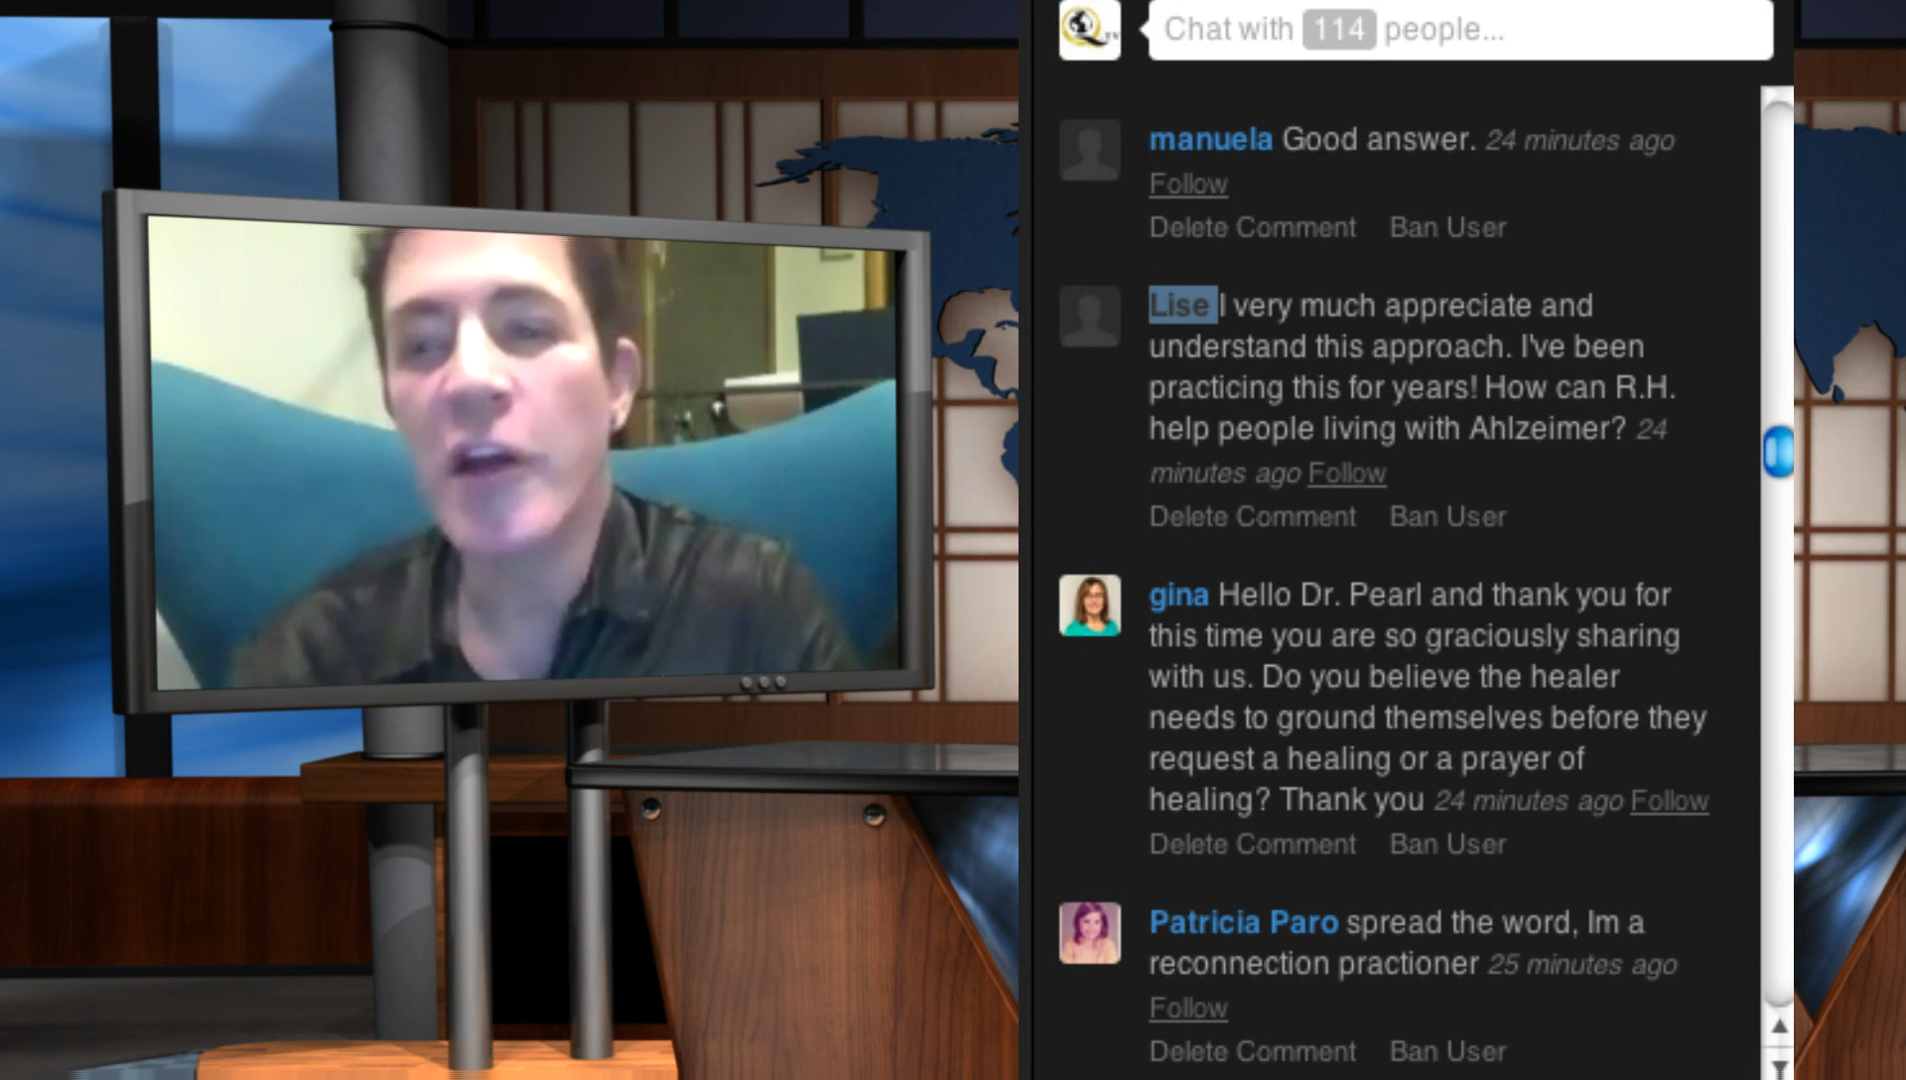 Chat with 114 people...
manuela Good answer. 24 minutes ago
Follow
Delete Comment Ban User
Lise I very much appreciate and
understand this approach. I've been
practicing this for years! How can R.H.
help people living with Ahlzeimer? 24
minutes ago Follow
Delete Comment Ban User
gina Hello Dr. Pearl and thank you for
this time you are so graciously sharing
with us. Do you believe the healer
needs to ground themselves before they
request a healing or a prayer of
healing? Thank you 24 minutes ago Follow
Delete Comment Ban User
Patricia Paro spread the word, Im a
reconnection practioner 25 minutes ago
Follow
Delete Comment Ban User